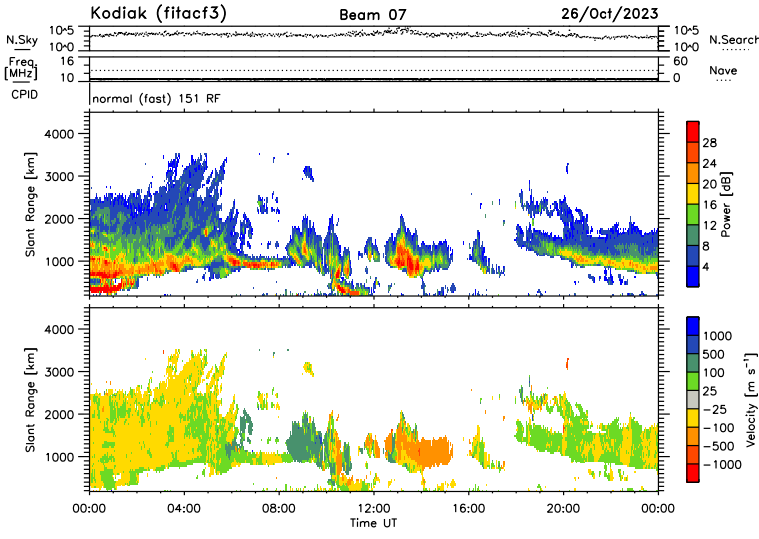 Kodiak (fitacf3) Beam 07 26/Oct/2023
N.Sky 10^5 10^0 10^5 10^0 N.Search
Freq. [MHz] 16 10 60 0 Nave
CPID normal (fast) 151 RF
Slant Range [km] 4000 3000 2000 1000
28 24 20 16 12 8 4 Power [dB]
Slant Range [km] 4000 3000 2000 1000
1000 500 100 25 −25 −100 −500 −1000 Velocity [m s⁻¹]
00:00 04:00 08:00 12:00 16:00 20:00 00:00
Time UT